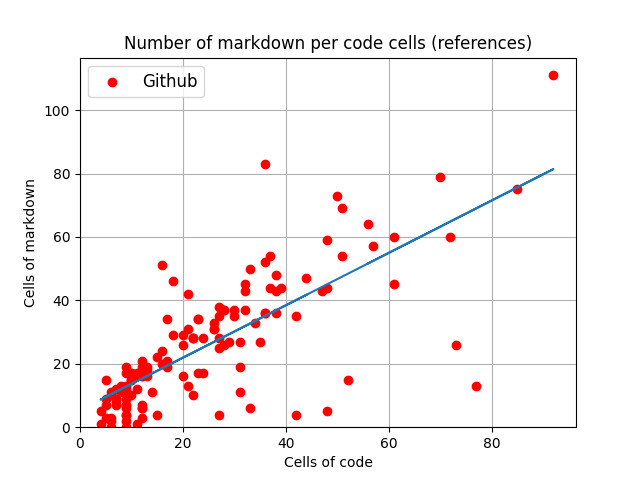 Number of markdown per code cells (references)
Github
100
80
60
40
20
0
Cells of markdown
0 20 40 60 80
Cells of code